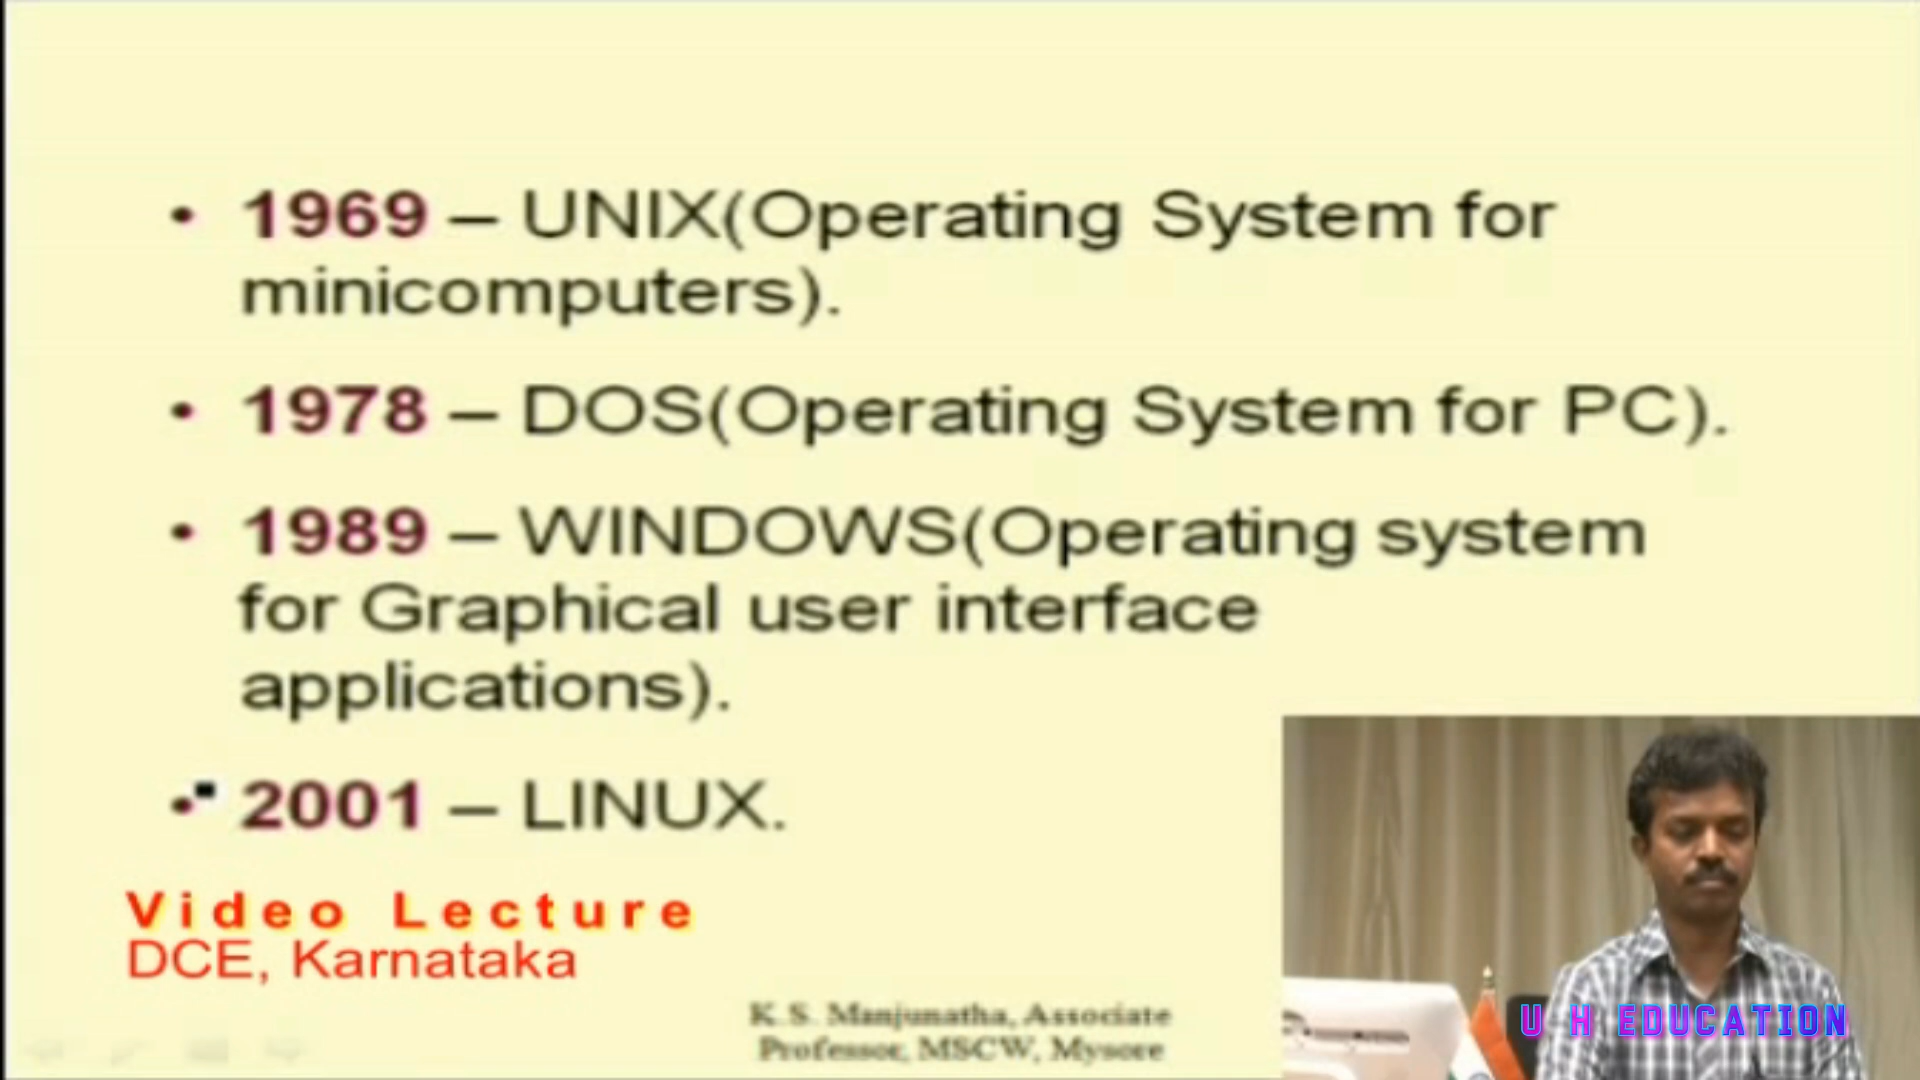 • 1969 – UNIX(Operating System for
minicomputers).
• 1978 – DOS(Operating System for PC).
• 1989 – WINDOWS(Operating system
for Graphical user interface
applications).
• 2001 – LINUX.
Video Lecture
DCE, Karnataka
K.S. Manjunatha, Associate
Professor, MSCW, Mysore
U H EDUCATION